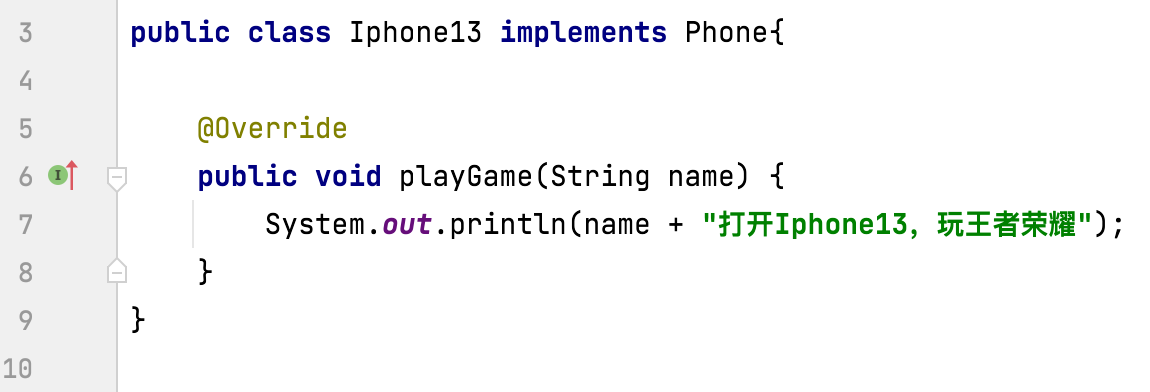 3 public class Iphone13 implements Phone{
4
5 @Override
6 I public void playGame(String name) {
7 System.out.println(name + "打开Iphone13，玩王者荣耀");
8 }
9 }
10